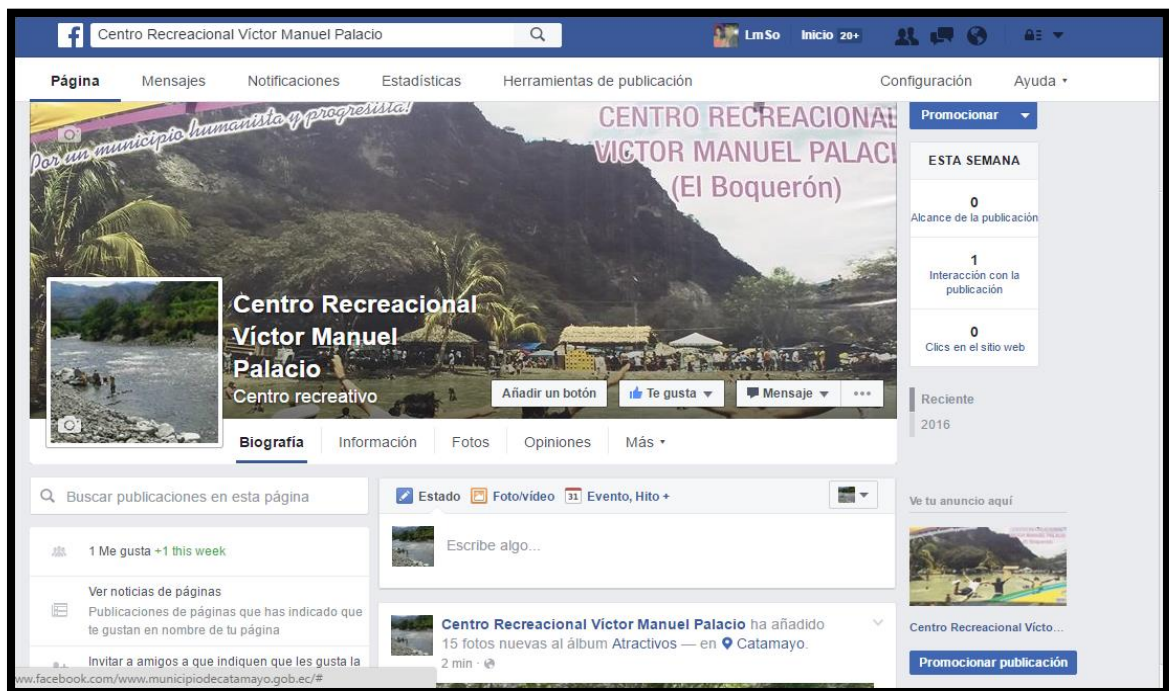 Centro Recreacional Víctor Manuel Palacio
LmSo Inicio 20+
Página Mensajes Notificaciones Estadísticas Herramientas de publicación Configuración Ayuda
Por un municipio humanista y progresista!
CENTRO RECREACIONAL
VICTOR MANUEL PALACI
(El Boquerón)
Promocionar
ESTA SEMANA
0
Alcance de la publicación
1
Interacción con la
publicación
0
Clics en el sitio web
Centro Recreacional
Víctor Manuel
Palacio
Centro recreativo
Añadir un botón Te gusta Mensaje
Reciente
2016
Biografía Información Fotos Opiniones Más
Buscar publicaciones en esta página
Estado Foto/vídeo 31 Evento, Hito +
Escribe algo...
Ve tu anuncio aquí
1 Me gusta +1 this week
Ver noticias de páginas
Publicaciones de páginas que has indicado que
te gustan en nombre de tu página
Invitar a amigos a que indiquen que les gusta la
Centro Recreacional Víctor Manuel Palacio ha añadido
15 fotos nuevas al álbum Atractivos — en Catamayo.
2 min ·
Centro Recreacional Vícto...
Promocionar publicación
ww.facebook.com/www.municipiodecatamayo.gob.ec/#